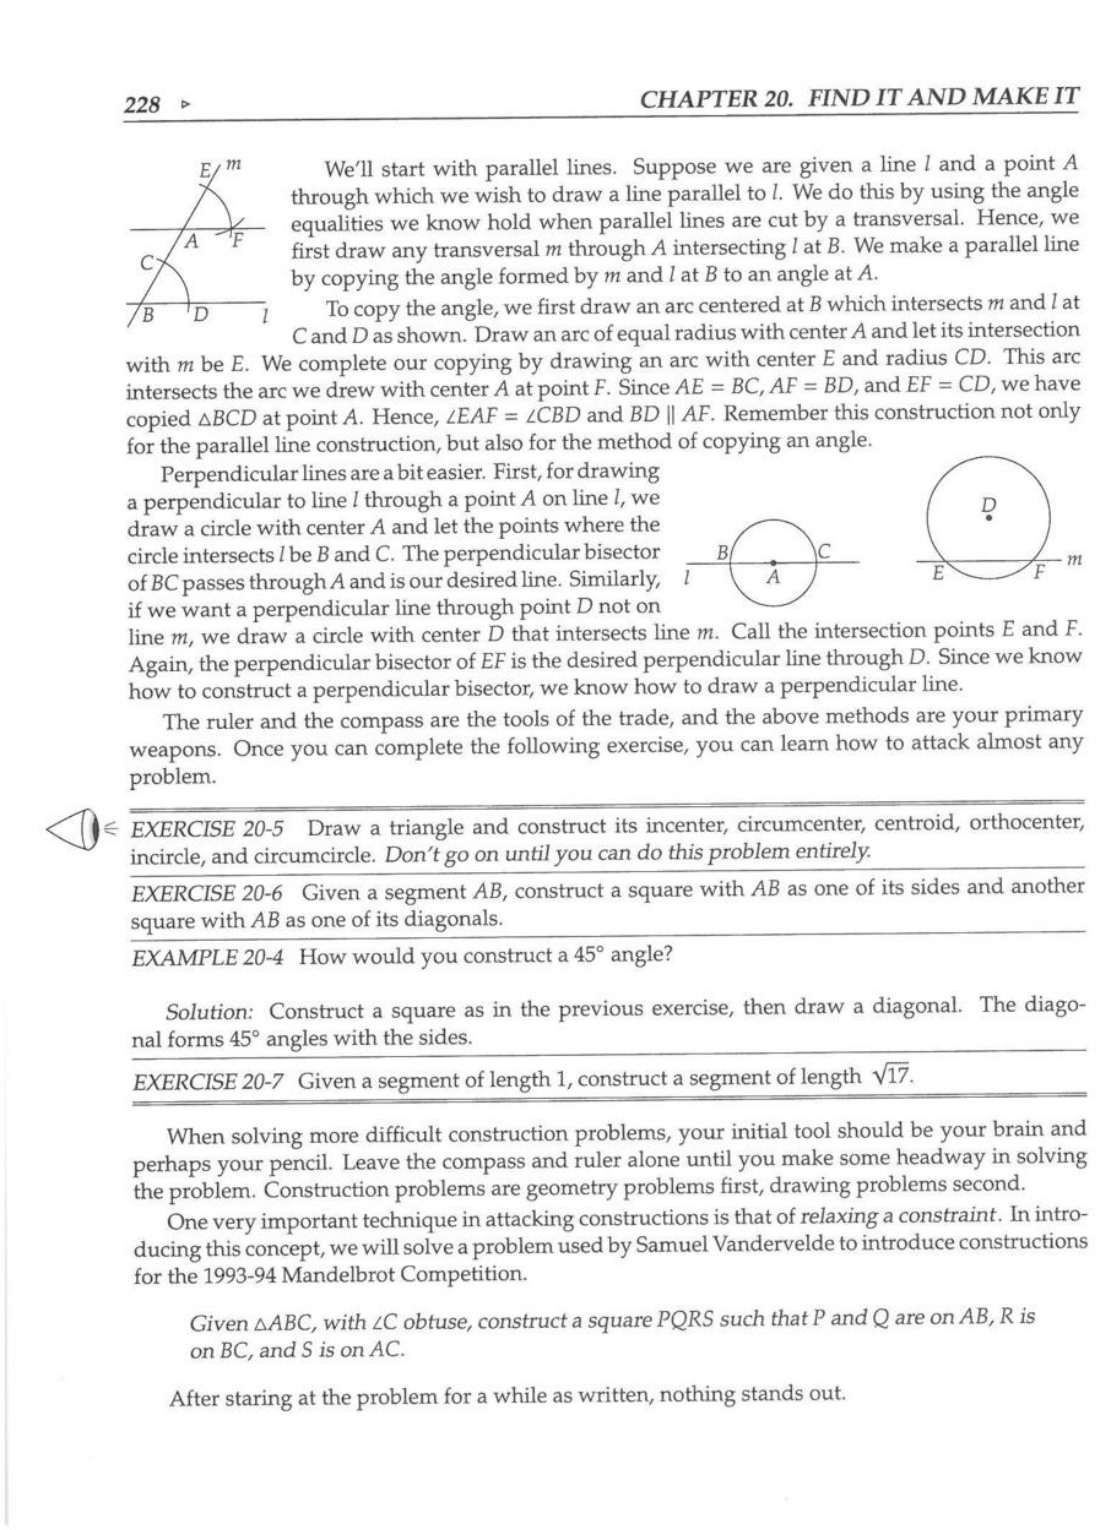 228 ▹ CHAPTER 20. FIND IT AND MAKE IT
E m
A F
C
B D l
We'll start with parallel lines. Suppose we are given a line l and a point A
through which we wish to draw a line parallel to l. We do this by using the angle
equalities we know hold when parallel lines are cut by a transversal. Hence, we
first draw any transversal m through A intersecting l at B. We make a parallel line
by copying the angle formed by m and l at B to an angle at A.
To copy the angle, we first draw an arc centered at B which intersects m and l at
C and D as shown. Draw an arc of equal radius with center A and let its intersection
with m be E. We complete our copying by drawing an arc with center E and radius CD. This arc
intersects the arc we drew with center A at point F. Since AE = BC, AF = BD, and EF = CD, we have
copied △BCD at point A. Hence, ∠EAF = ∠CBD and BD || AF. Remember this construction not only
for the parallel line construction, but also for the method of copying an angle.
Perpendicular lines are a bit easier. First, for drawing
a perpendicular to line l through a point A on line l, we
draw a circle with center A and let the points where the
circle intersects l be B and C. The perpendicular bisector
of BC passes through A and is our desired line. Similarly,
if we want a perpendicular line through point D not on
B C
l A
D
E F m
line m, we draw a circle with center D that intersects line m. Call the intersection points E and F.
Again, the perpendicular bisector of EF is the desired perpendicular line through D. Since we know
how to construct a perpendicular bisector, we know how to draw a perpendicular line.
The ruler and the compass are the tools of the trade, and the above methods are your primary
weapons. Once you can complete the following exercise, you can learn how to attack almost any
problem.
EXERCISE 20-5 Draw a triangle and construct its incenter, circumcenter, centroid, orthocenter,
incircle, and circumcircle. Don't go on until you can do this problem entirely.
EXERCISE 20-6 Given a segment AB, construct a square with AB as one of its sides and another
square with AB as one of its diagonals.
EXAMPLE 20-4 How would you construct a 45° angle?
Solution: Construct a square as in the previous exercise, then draw a diagonal. The diago-
nal forms 45° angles with the sides.
EXERCISE 20-7 Given a segment of length 1, construct a segment of length √17.
When solving more difficult construction problems, your initial tool should be your brain and
perhaps your pencil. Leave the compass and ruler alone until you make some headway in solving
the problem. Construction problems are geometry problems first, drawing problems second.
One very important technique in attacking constructions is that of relaxing a constraint. In intro-
ducing this concept, we will solve a problem used by Samuel Vandervelde to introduce constructions
for the 1993-94 Mandelbrot Competition.
Given △ABC, with ∠C obtuse, construct a square PQRS such that P and Q are on AB, R is
on BC, and S is on AC.
After staring at the problem for a while as written, nothing stands out.